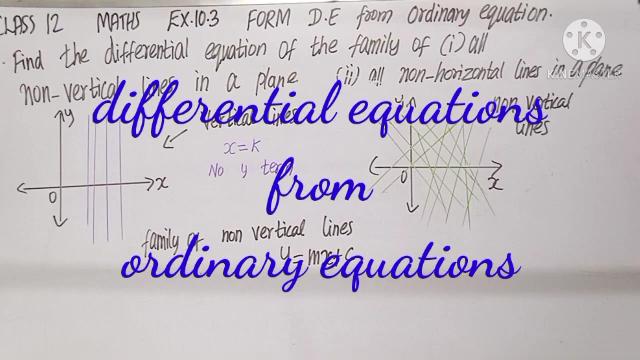 CLASS 12 MATHS EX.10.3 FORM D.E from Ordinary equation.
Find the differential equation of the family of (i) all
non-vertical lines in a plane (ii) all non-horizontal lines in a plane
differential equations
from
ordinary equations
y
vertical lines
x=k
No y term
x
O
non vertical
lines
x
O
family of non vertical lines
y=mx+c